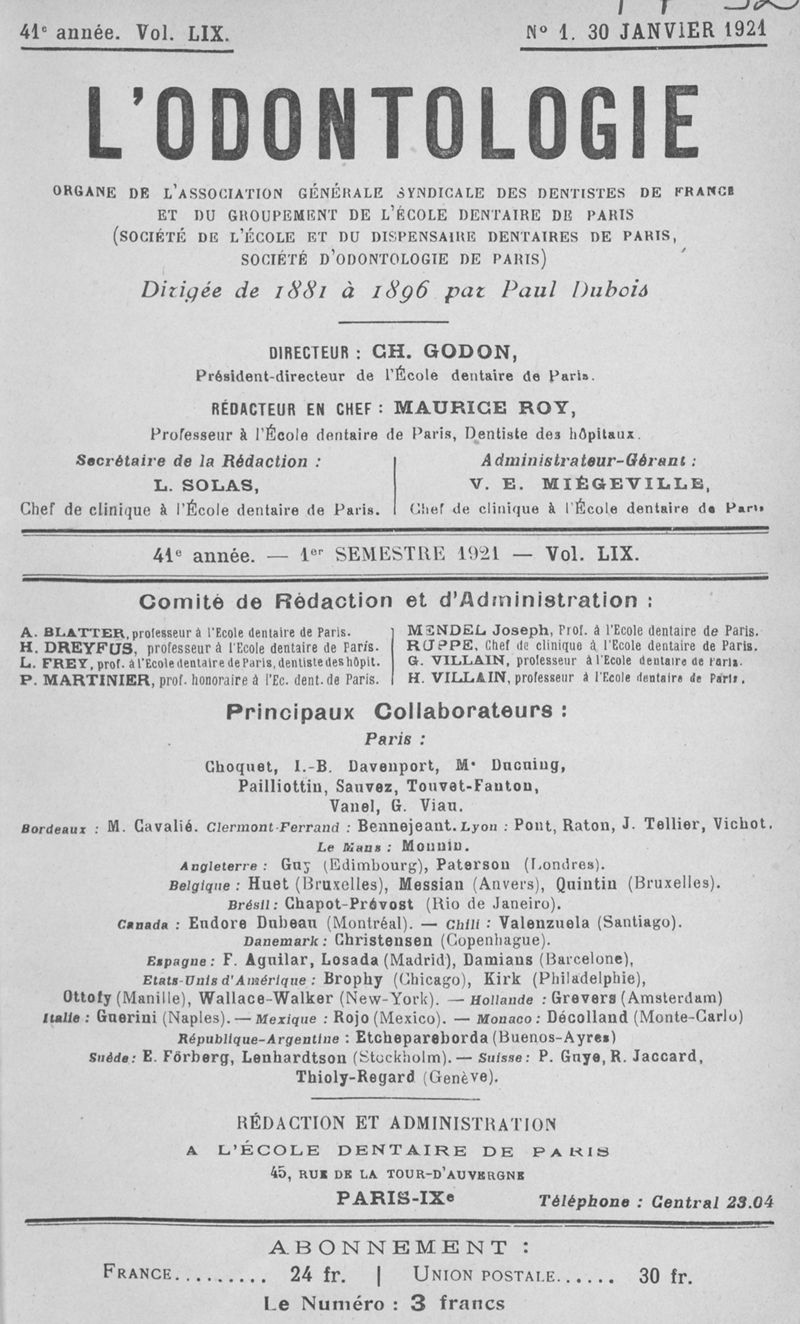 41e année. Vol. LIX.
N° 1. 30 JANVIER 1921
L'ODONTOLOGIE
ORGANE DE L'ASSOCIATION GÉNÉRALE SYNDICALE DES DENTISTES DE FRANCE
ET DU GROUPEMENT DE L'ÉCOLE DENTAIRE DE PARIS
(SOCIÉTÉ DE L'ÉCOLE ET DU DISPENSAIRE DENTAIRES DE PARIS,
SOCIÉTÉ D'ODONTOLOGIE DE PARIS)
Dirigée de 1881 à 1896 par Paul Dubois
DIRECTEUR : CH. GODON,
Président-directeur de l'École dentaire de Paris.
RÉDACTEUR EN CHEF : MAURICE ROY,
Professeur à l'École dentaire de Paris, Dentiste des hôpitaux.
Secrétaire de la Rédaction :
L. SOLAS,
Chef de clinique à l'École dentaire de Paris.
Administrateur-Gérant :
V. E. MIÉGEVILLE,
Chef de clinique à l'École dentaire de Paris
41e année. — 1er SEMESTRE 1921 — Vol. LIX.
Comité de Rédaction et d'Administration :
A. BLATTER, professeur à l'Ecole dentaire de Paris.
H. DREYFUS, professeur à l'Ecole dentaire de Paris.
L. FREY, prof. à l'Ecole dentaire de Paris, dentiste des hôpit.
P. MARTINIER, prof. honoraire à l'Ec. dent. de Paris.
MENDEL Joseph, Prof. à l'Ecole dentaire de Paris.
RUPPE, Chef de clinique à l'Ecole dentaire de Paris.
G. VILLAIN, professeur à l'Ecole dentaire de Paris.
H. VILLAIN, professeur à l'Ecole dentaire de Paris.
Principaux Collaborateurs :
Paris :
Choquet, I.-B. Davenport, Me Ducuing,
Pailliottin, Sauvez, Touvet-Fanton,
Vanel, G. Viau.
Bordeaux : M. Cavalié. Clermont-Ferrand : Bennejeant. Lyon : Pont, Raton, J. Tellier, Vichot.
Le Mans : Monnin.
Angleterre : Guy (Edimbourg), Paterson (Londres).
Belgique : Huet (Bruxelles), Messian (Anvers), Quintin (Bruxelles).
Brésil : Chapot-Prévost (Rio de Janeiro).
Canada : Eudore Dubeau (Montréal). — Chili : Valenzuela (Santiago).
Danemark : Christensen (Copenhague).
Espagne : F. Aguilar, Losada (Madrid), Damians (Barcelone),
Etats-Unis d'Amérique : Brophy (Chicago), Kirk (Philadelphie),
Ottofy (Manille), Wallace-Walker (New-York). — Hollande : Grevers (Amsterdam)
Italie : Guerini (Naples). — Mexique : Rojo (Mexico). — Monaco : Décolland (Monte-Carlo)
République-Argentine : Etchepareborda (Buenos-Ayres)
Suède : E. Förberg, Lenhardtson (Stockholm). — Suisse : P. Guye, R. Jaccard,
Thioly-Regard (Genève).
RÉDACTION ET ADMINISTRATION
A L'ÉCOLE DENTAIRE DE PARIS
45, RUE DE LA TOUR-D'AUVERGNE
PARIS-IXe
Téléphone : Central 23.04
ABONNEMENT :
FRANCE.......... 24 fr. | UNION POSTALE...... 30 fr.
Le Numéro : 3 francs